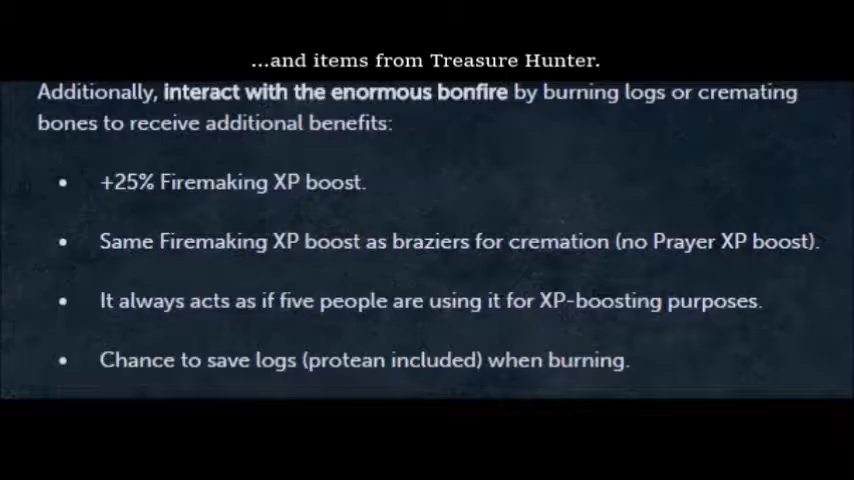 ...and items from Treasure Hunter.
Additionally, interact with the enormous bonfire by burning logs or cremating
bones to receive additional benefits:
• +25% Firemaking XP boost.
• Same Firemaking XP boost as braziers for cremation (no Prayer XP boost).
• It always acts as if five people are using it for XP-boosting purposes.
• Chance to save logs (protean included) when burning.